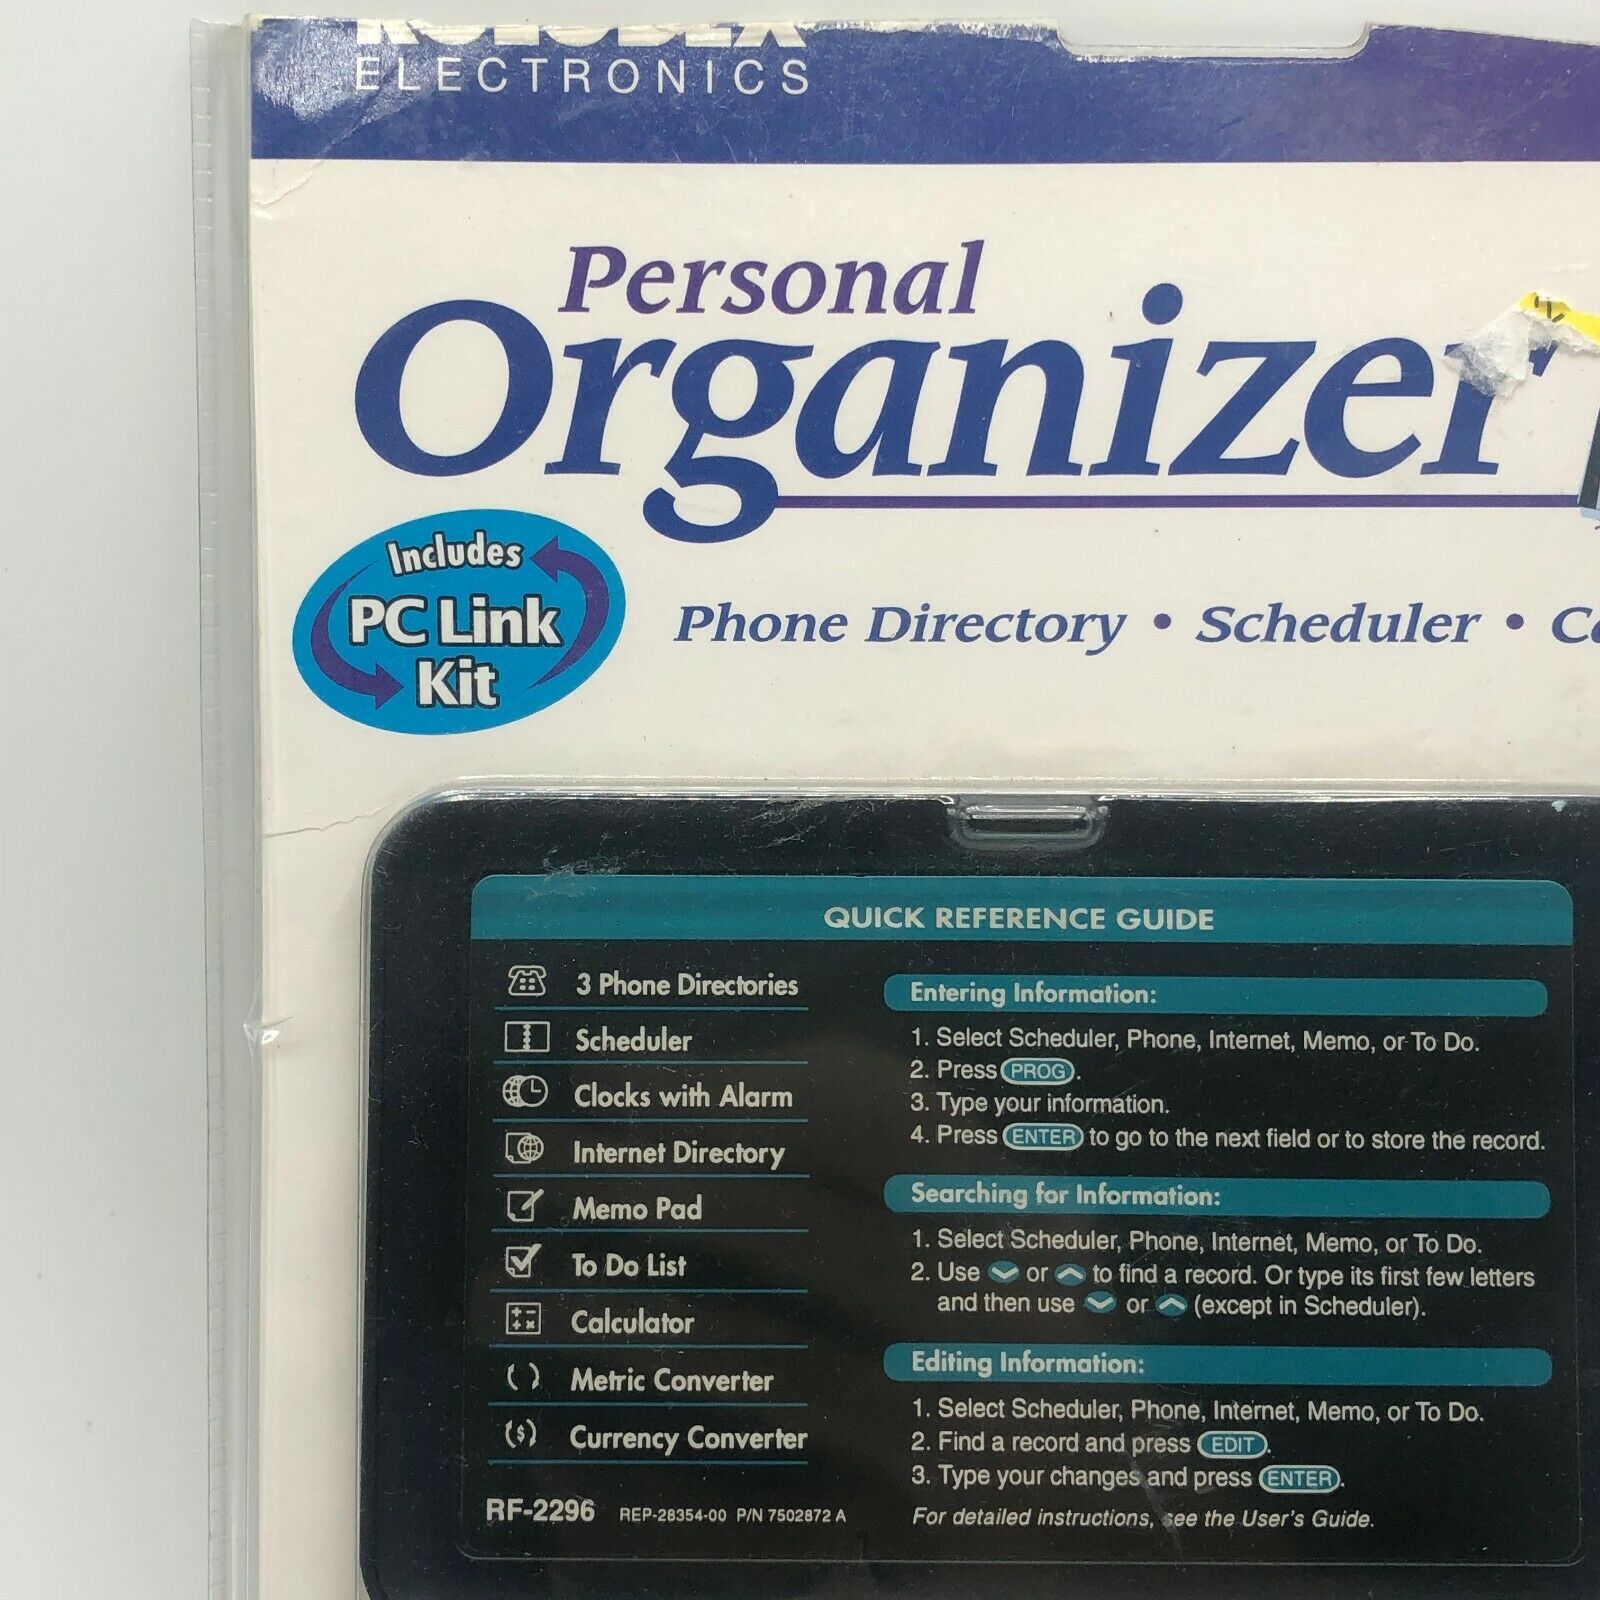 ROLODEX
ELECTRONICS
Personal
Organizer
Includes
PC Link
Kit
Phone Directory • Scheduler •
QUICK REFERENCE GUIDE
3 Phone Directories
Scheduler
Clocks with Alarm
Internet Directory
Memo Pad
To Do List
Calculator
Metric Converter
Currency Converter
RF-2296 REP-28354-00 P/N 7502872 A
Entering Information:
1. Select Scheduler, Phone, Internet, Memo, or To Do.
2. Press PROG.
3. Type your information.
4. Press ENTER to go to the next field or to store the record.
Searching for Information:
1. Select Scheduler, Phone, Internet, Memo, or To Do.
2. Use or to find a record. Or type its first few letters
and then use or (except in Scheduler).
Editing Information:
1. Select Scheduler, Phone, Internet, Memo, or To Do.
2. Find a record and press EDIT.
3. Type your changes and press ENTER.
For detailed instructions, see the User's Guide.